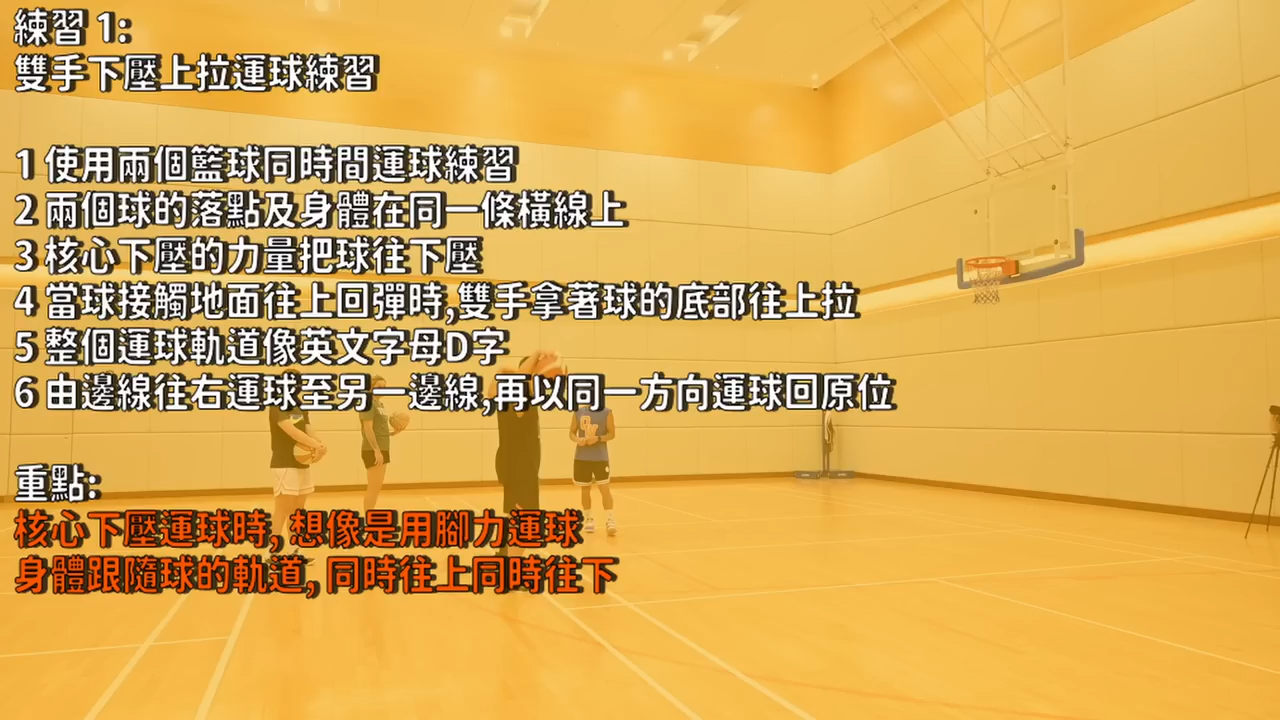 練習 1:
雙手下壓上拉運球練習
1 使用兩個籃球同時間運球練習
2 兩個球的落點及身體在同一條橫線上
3 核心下壓的力量把球往下壓
4 當球接觸地面往上回彈時,雙手拿著球的底部往上拉
5 整個運球軌道像英文字母D字
6 由邊線往右運球至另一邊線,再以同一方向運球回原位
重點:
核心下壓運球時, 想像是用腳力運球
身體跟隨球的軌道, 同時往上同時往下